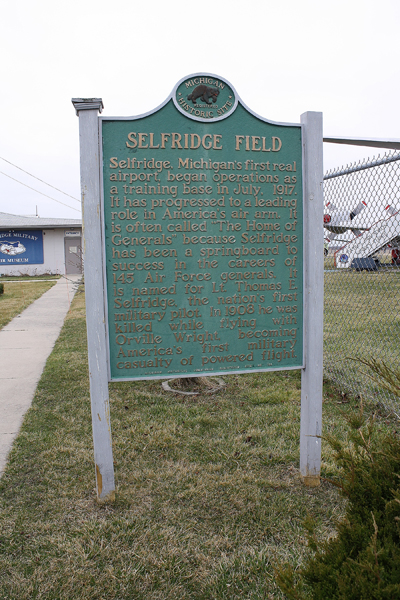 MICHIGAN
HISTORIC SITE
SELFRIDGE FIELD
Selfridge, Michigan's first real
airport, began operations as
a training base in July, 1917.
It has progressed to a leading
role in America's air arm. It
is often called "The Home of
Generals" because Selfridge
has been a springboard to
success in the careers of
145 Air Force generals. It
is named for Lt. Thomas E.
Selfridge, the nation's first
military pilot. In 1908 he was
killed while flying with
Orville Wright, becoming
America's first military
casualty of powered flight.
MILITARY
MUSEUM